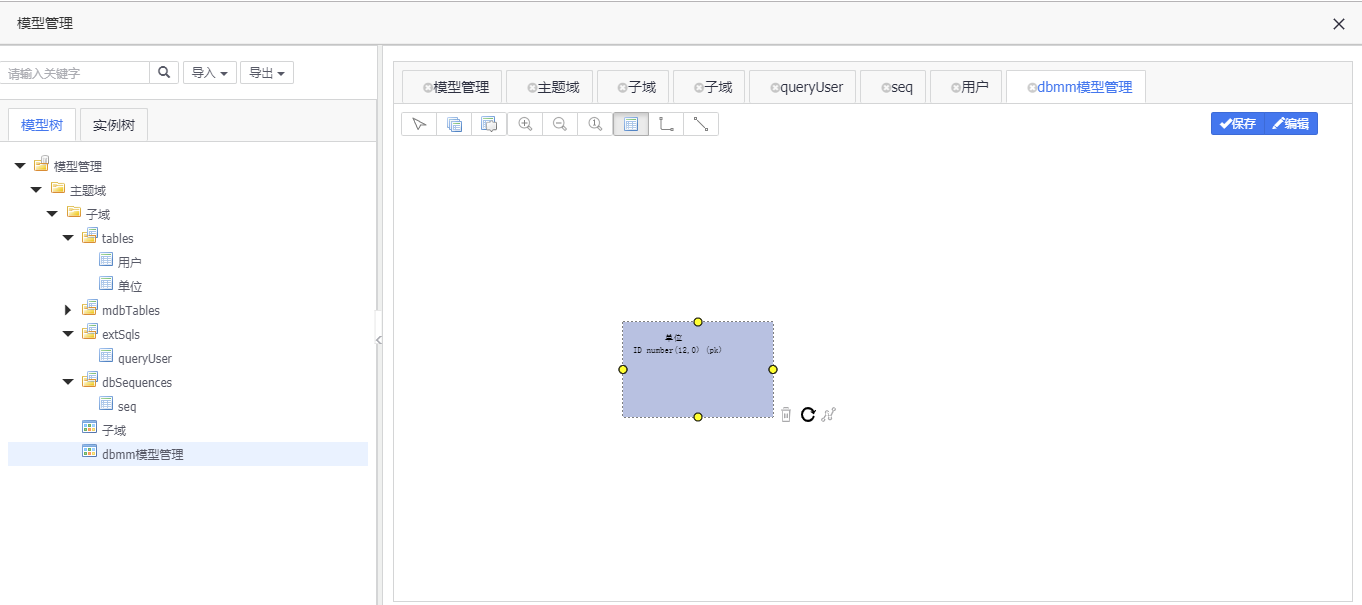 模型管理
请输入关键字
导入
导出
模型树
实例树
模型管理
主题域
子域
tables
用户
单位
mdbTables
extSqls
queryUser
dbSequences
seq
子域
dbmm模型管理
模型管理
主题域
子域
子域
queryUser
seq
用户
dbmm模型管理
保存
编辑
单位
ID number(12,0) (pk)